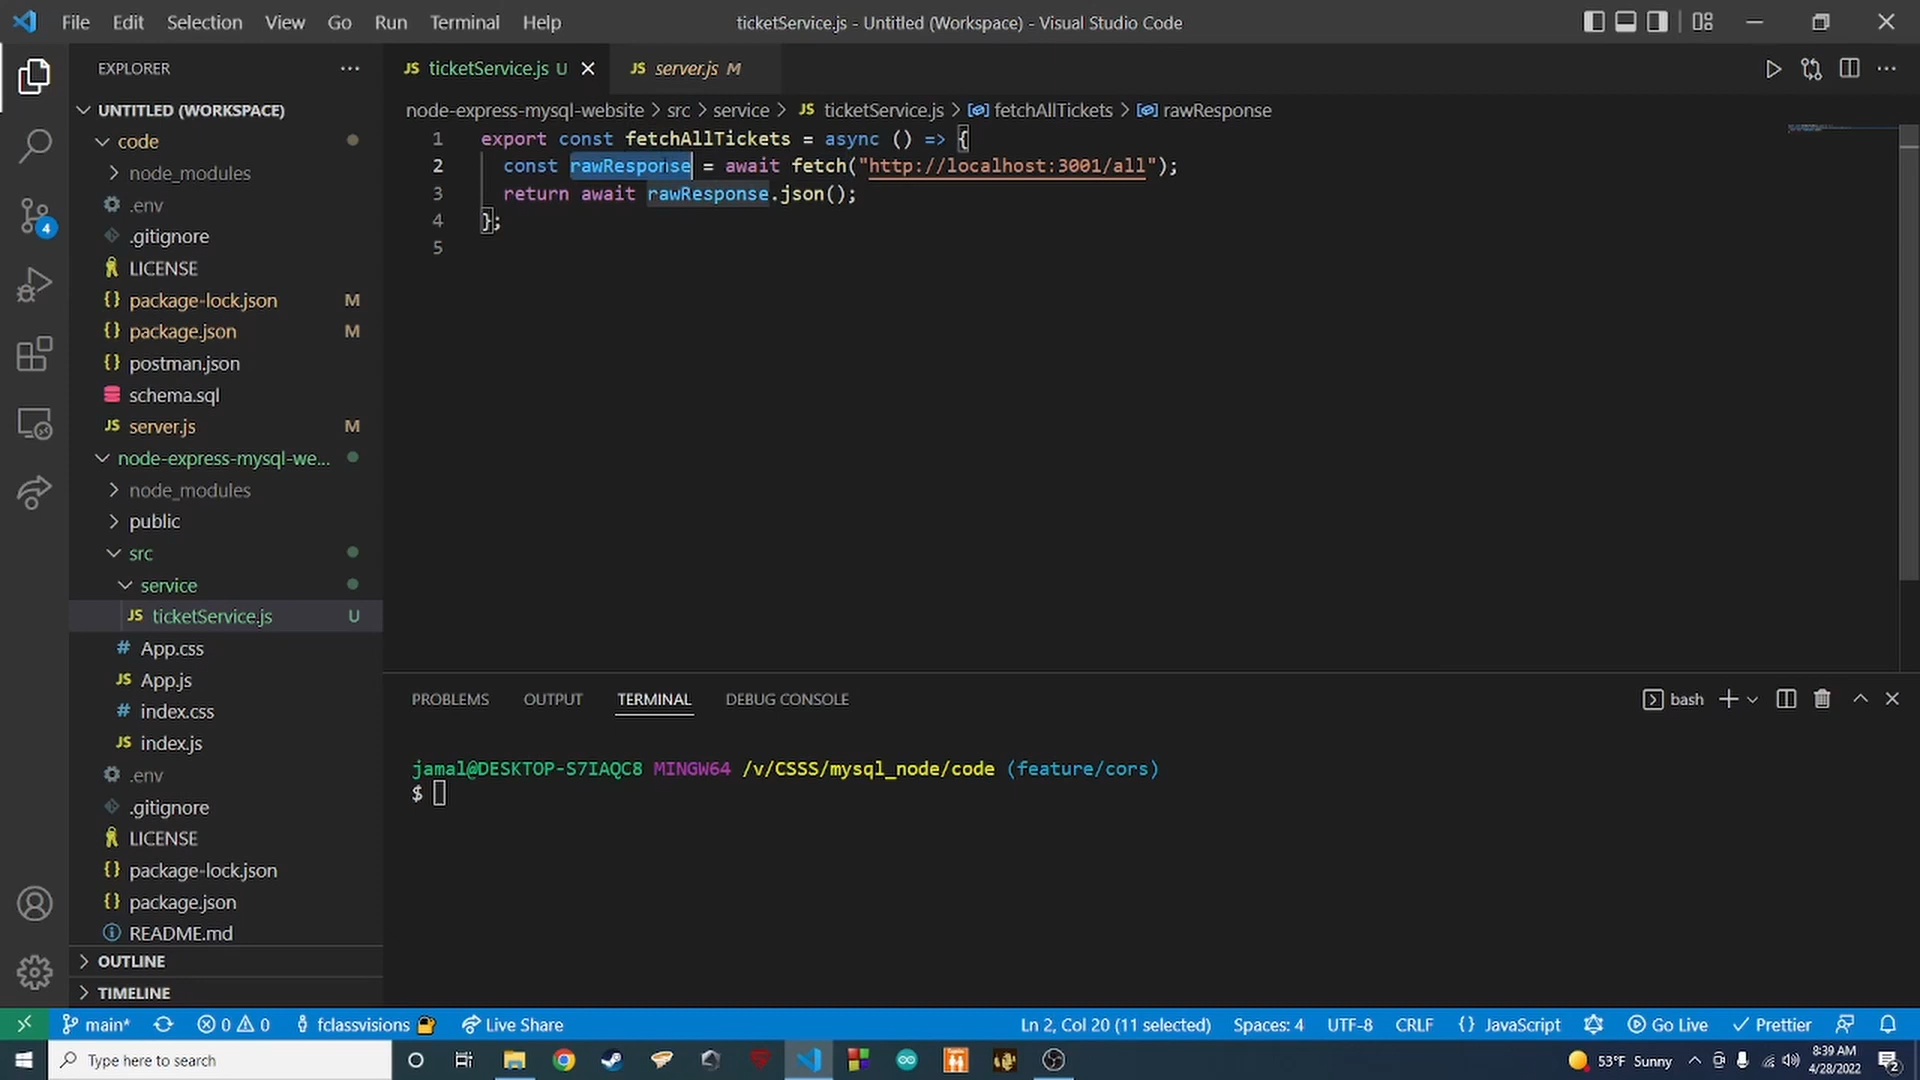 File Edit Selection View Go Run Terminal Help
ticketService.js - Untitled (Workspace) - Visual Studio Code
EXPLORER
UNTITLED (WORKSPACE)
code
node_modules
.env
.gitignore
LICENSE
{} package-lock.json M
{} package.json M
{} postman.json
schema.sql
JS server.js M
node-express-mysql-we...
node_modules
public
src
service
JS ticketService.js U
# App.css
JS App.js
# index.css
JS index.js
.env
.gitignore
LICENSE
{} package-lock.json
{} package.json
README.md
OUTLINE
TIMELINE
4
JS ticketService.js U
JS server.js M
node-express-mysql-website > src > service > JS ticketService.js > fetchAllTickets > rawResponse
1 export const fetchAllTickets = async () => {
2 const rawResponse = await fetch("http://localhost:3001/all");
3 return await rawResponse.json();
4 };
5
PROBLEMS OUTPUT TERMINAL DEBUG CONSOLE
bash
jamal@DESKTOP-S7IAQC8 MINGW64 /v/CSSS/mysql_node/code (feature/cors)
$
main* 0 0 fclassvisions Live Share
Ln 2, Col 20 (11 selected) Spaces: 4 UTF-8 CRLF {} JavaScript Go Live Prettier
Type here to search
53°F Sunny
8:39 AM
4/28/2022
2